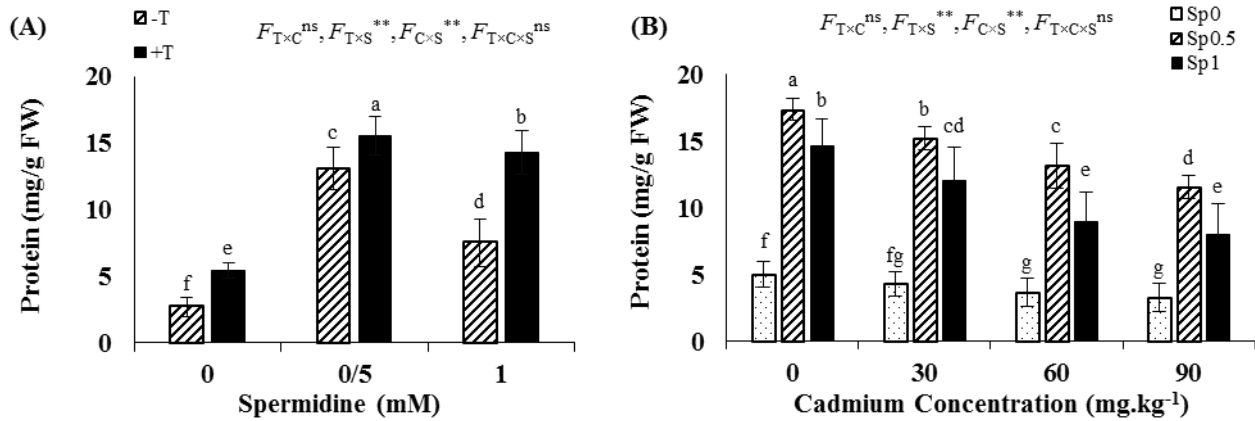 (A)
-T
+T
F_T×C^ns, F_T×S^**, F_C×S^**, F_T×C×S^ns
Protein (mg/g FW)
20
15
10
5
0
f
e
c
a
d
b
0
0/5
1
Spermidine (mM)
(B)
F_T×C^ns, F_T×S^**, F_C×S^**, F_T×C×S^ns
Sp0
Sp0.5
Sp1
Protein (mg/g FW)
20
15
10
5
0
f
a
b
fg
b
cd
g
c
e
g
d
e
0
30
60
90
Cadmium Concentration (mg.kg⁻¹)